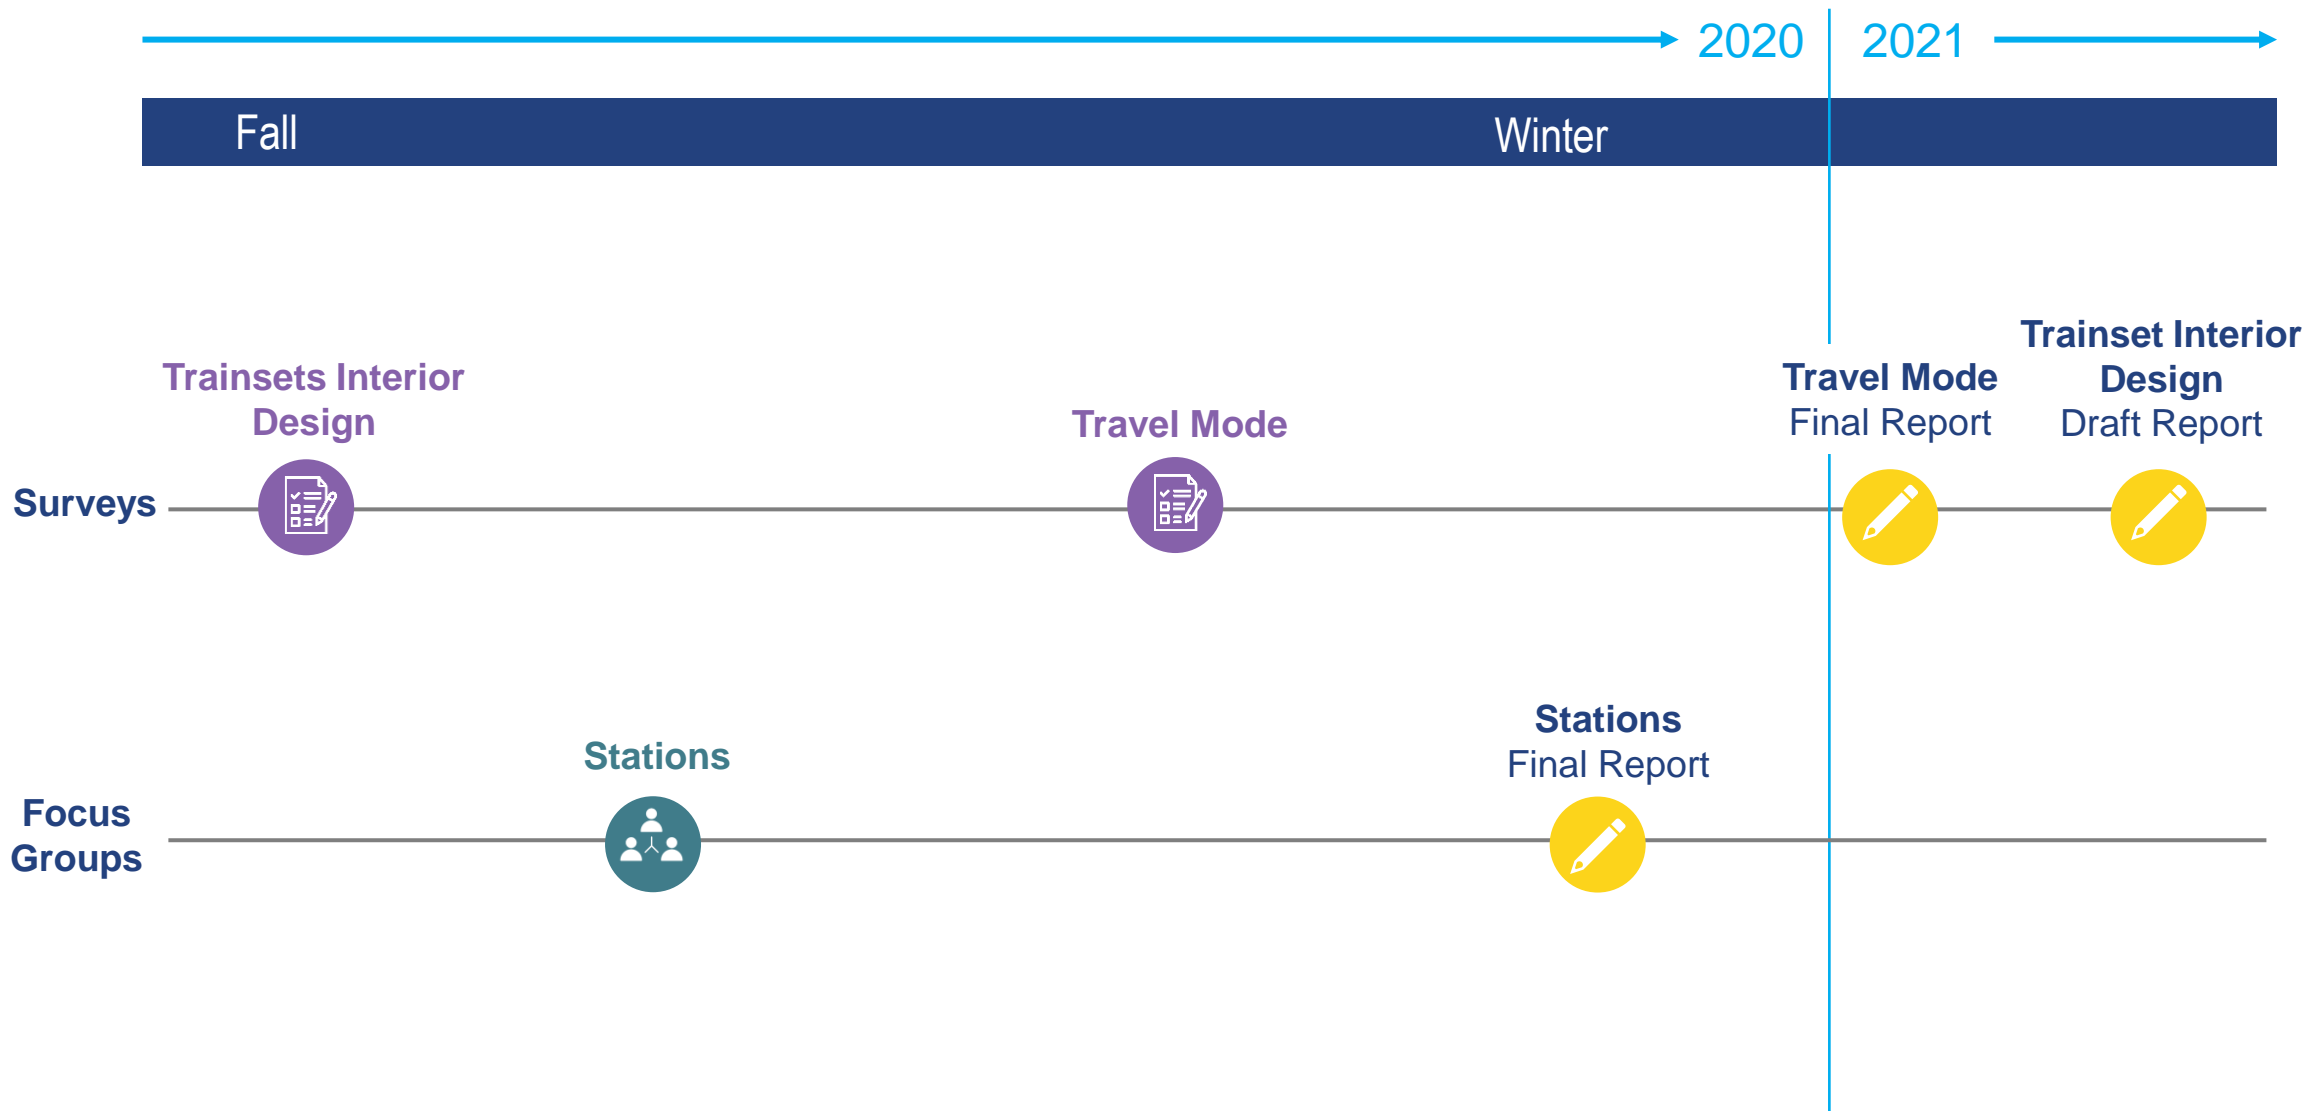 2020
2021
Fall
Winter
Trainsets Interior
Design
Travel Mode
Travel Mode
Final Report
Trainset Interior
Design
Draft Report
Surveys
Stations
Stations
Final Report
Focus
Groups